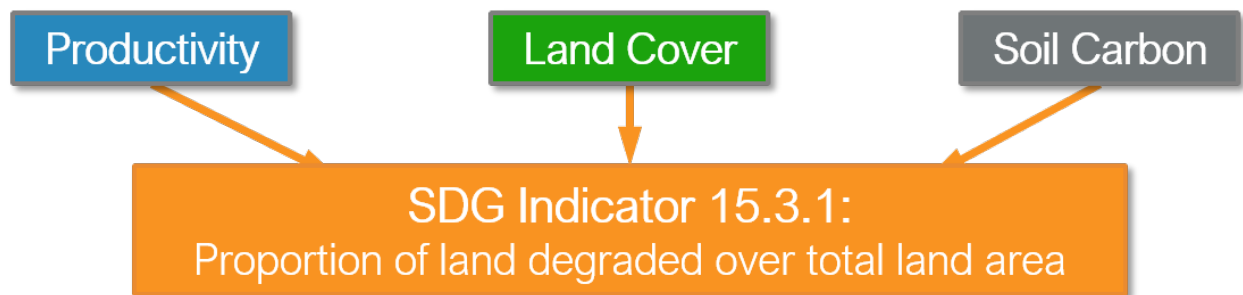 Productivity
Land Cover
Soil Carbon
SDG Indicator 15.3.1:
Proportion of land degraded over total land area